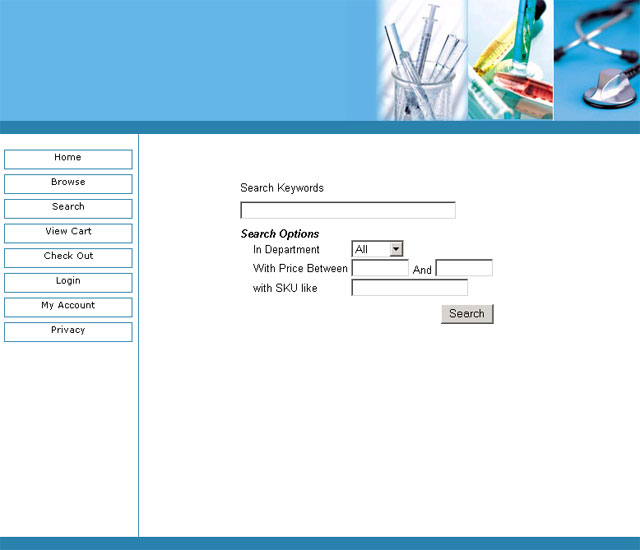 Home
Browse
Search
View Cart
Check Out
Login
My Account
Privacy
Search Keywords
Search Options
In Department All
With Price Between And
with SKU like
Search